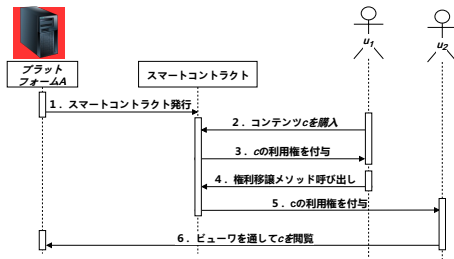 プラット
フォームA
スマートコントラクト
u1
u2
1．スマートコントラクト発行
2．コンテンツcを購入
3．cの利用権を付与
4．権利移譲メソッド呼び出し
5．cの利用権を付与
6．ビューワを通してcを閲覧